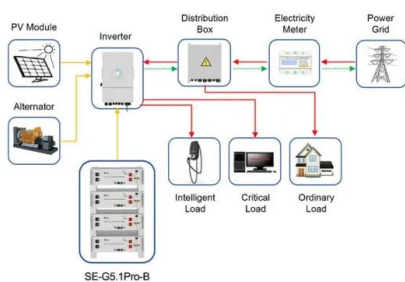 PV Module
Inverter
Distribution
Box
Electricity
Meter
Power
Grid
Alternator
Intelligent
Load
Critical
Load
Ordinary
Load
SE-G5.1Pro-B